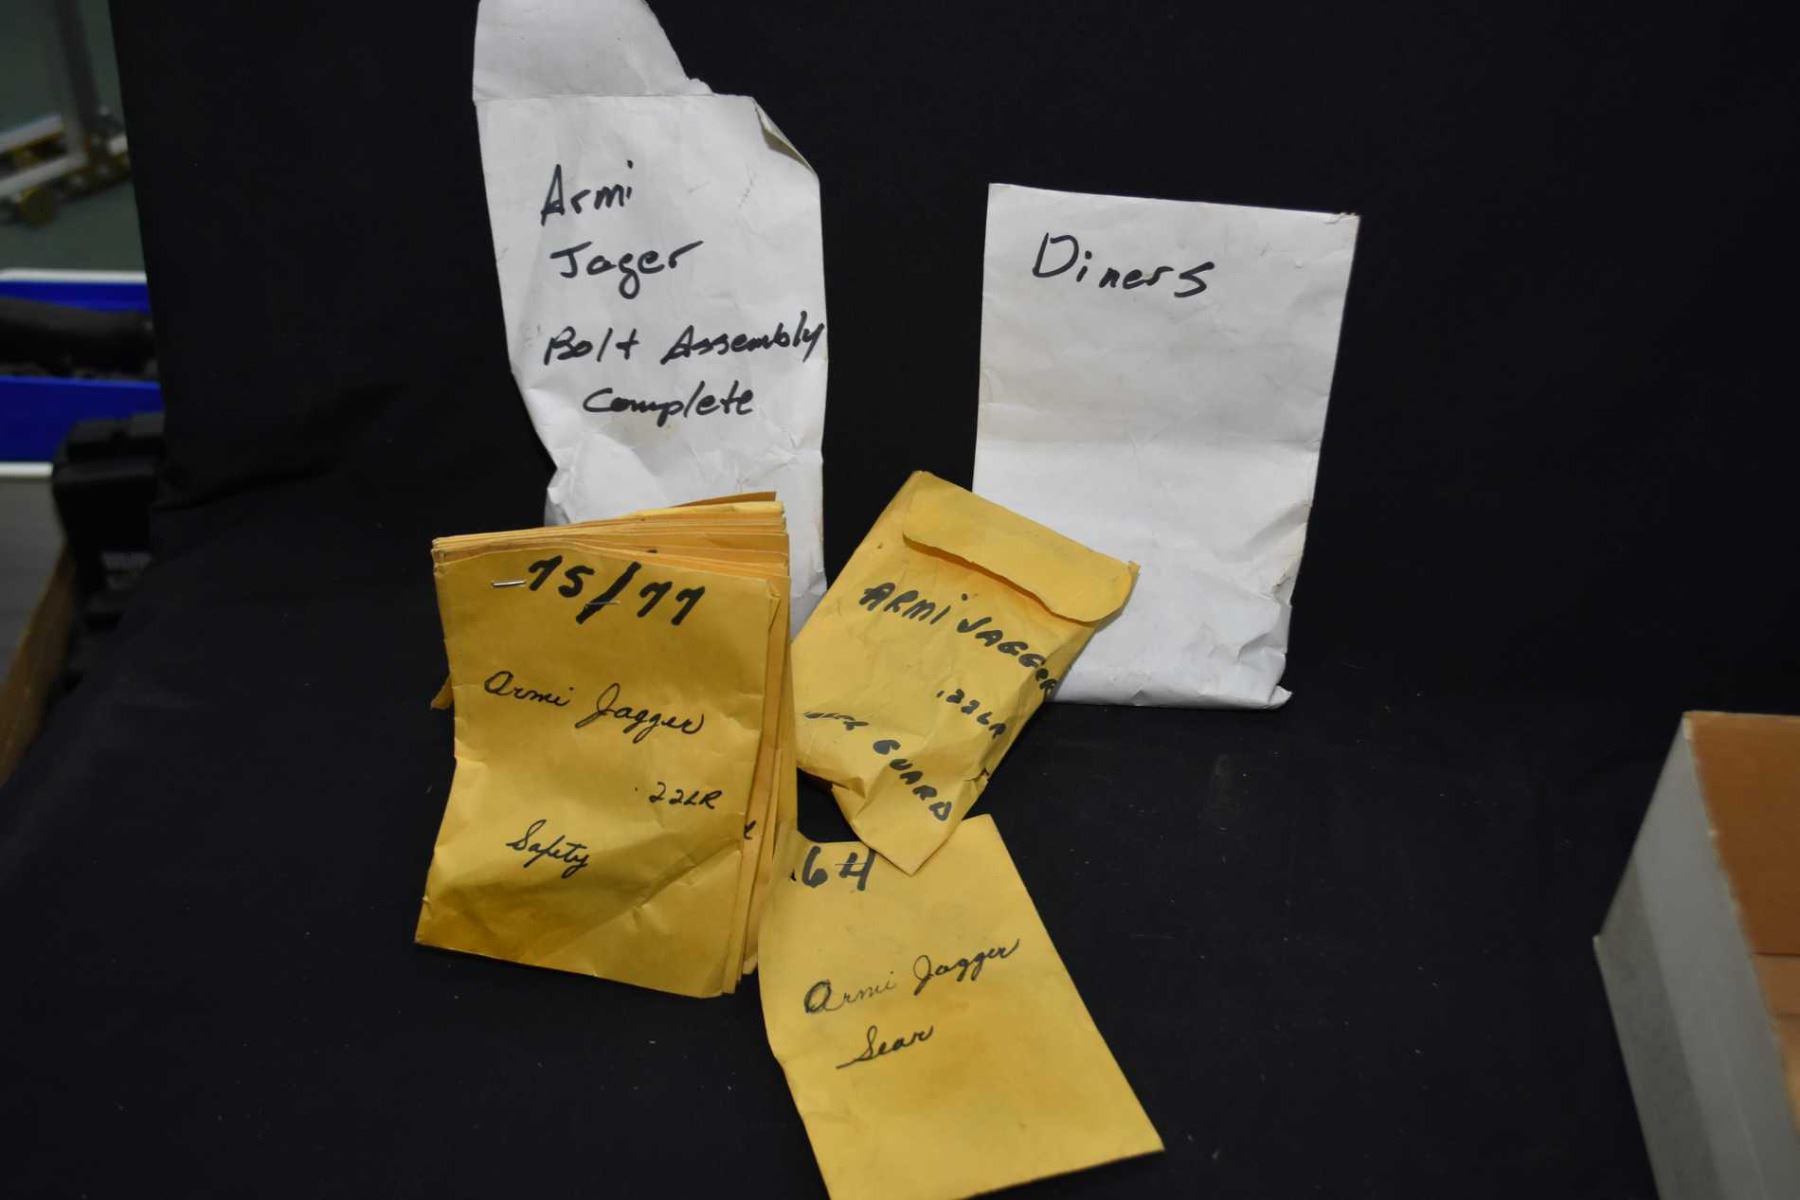 Armi
Jager
Bolt Assembly
Complete
Diners
75/77
Armi Jagger
.22LR
Safety
ARMI JAGGER
.22LR
GUARD
64
Armi Jagger
Sear